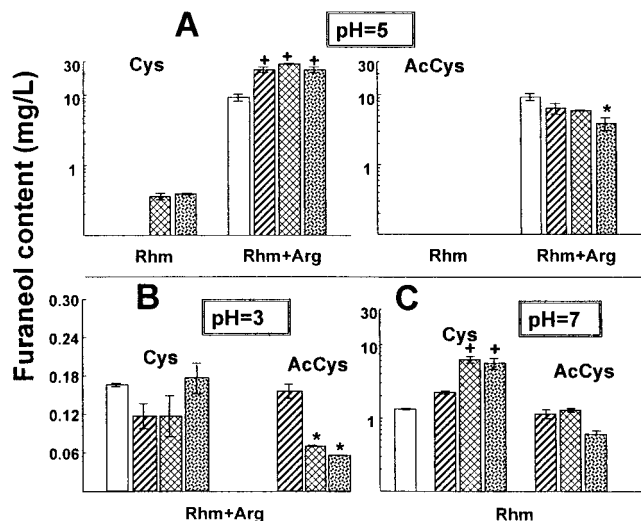 A
pH=5
Cys
AcCys
Furaneol content (mg/L)
30
10
1
+ + +
30
10
1
*
Rhm
Rhm+Arg
Rhm
Rhm+Arg
B
pH=3
C
pH=7
0.30
0.18
0.12
0.06
Cys
AcCys
* *
30
10
1
Cys
+ +
AcCys
Rhm+Arg
Rhm